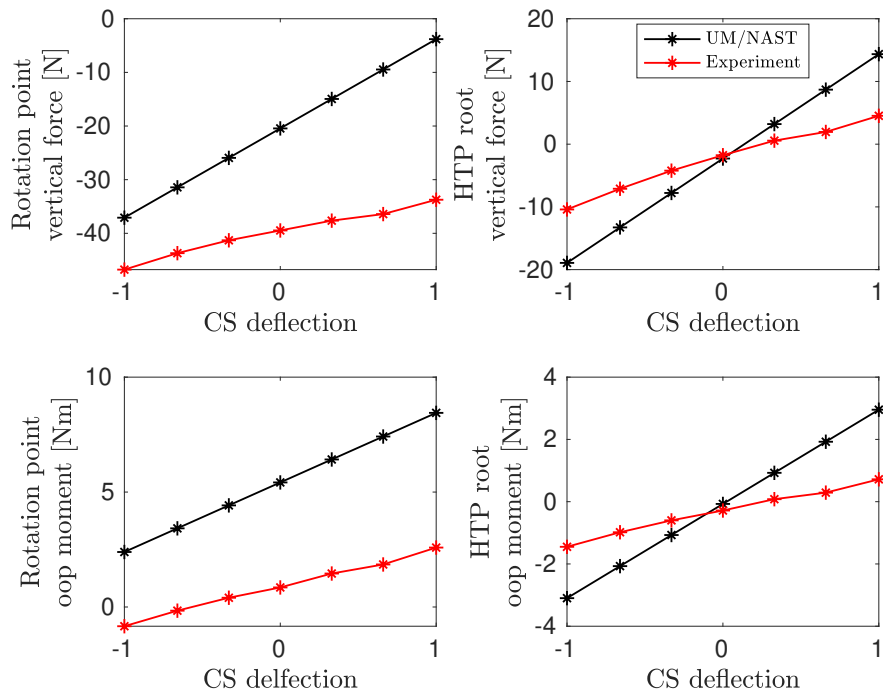 0
-10
-20
-30
-40
-1
0
1
Rotation point
vertical force [N]
CS deflection
20
10
0
-10
-20
-1
0
1
HTP root
vertical force [N]
CS deflection
UM/NAST
Experiment
10
5
0
-1
0
1
Rotation point
oop moment [Nm]
CS delfection
4
2
0
-2
-4
-1
0
1
HTP root
oop moment [Nm]
CS deflection